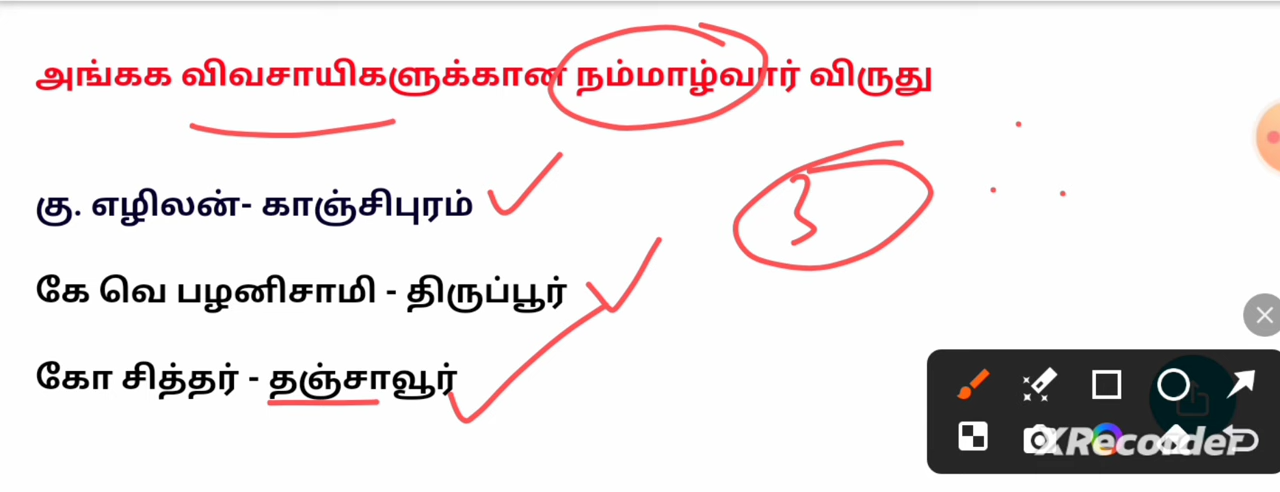 அங்கக விவசாயிகளுக்கான நம்மாழ்வார் விருது
கு. எழிலன்- காஞ்சிபுரம்
3
கே வெ பழனிசாமி - திருப்பூர்
கோ சித்தர் - தஞ்சாவூர்
XRecorder